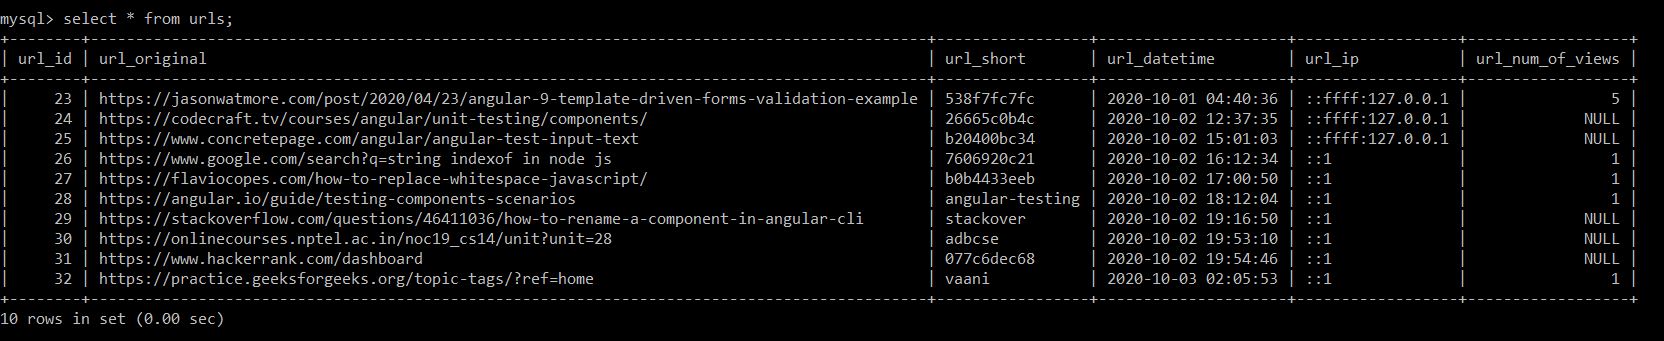 mysql> select * from urls;
+--------+-------------------------------------------------------------------------------------------+-----------------+---------------------+------------------+------------------+
| url_id | url_original                                                                              | url_short       | url_datetime        | url_ip           | url_num_of_views |
+--------+-------------------------------------------------------------------------------------------+-----------------+---------------------+------------------+------------------+
| 23 | https://jasonwatmore.com/post/2020/04/23/angular-9-template-driven-forms-validation-example | 538f7fc7fc | 2020-10-01 04:40:36 | ::ffff:127.0.0.1 | 5 |
| 24 | https://codecraft.tv/courses/angular/unit-testing/components/ | 26665c0b4c | 2020-10-02 12:37:35 | ::ffff:127.0.0.1 | NULL |
| 25 | https://www.concretepage.com/angular/angular-test-input-text | b20400bc34 | 2020-10-02 15:01:03 | ::ffff:127.0.0.1 | NULL |
| 26 | https://www.google.com/search?q=string indexof in node js | 7606920c21 | 2020-10-02 16:12:34 | ::1 | 1 |
| 27 | https://flaviocopes.com/how-to-replace-whitespace-javascript/ | b0b4433eeb | 2020-10-02 17:00:50 | ::1 | 1 |
| 28 | https://angular.io/guide/testing-components-scenarios | angular-testing | 2020-10-02 18:12:04 | ::1 | 1 |
| 29 | https://stackoverflow.com/questions/46411036/how-to-rename-a-component-in-angular-cli | stackover | 2020-10-02 19:16:50 | ::1 | NULL |
| 30 | https://onlinecourses.nptel.ac.in/noc19_cs14/unit?unit=28 | adbcse | 2020-10-02 19:53:10 | ::1 | NULL |
| 31 | https://www.hackerrank.com/dashboard | 077c6dec68 | 2020-10-02 19:54:46 | ::1 | NULL |
| 32 | https://practice.geeksforgeeks.org/topic-tags/?ref=home | vaani | 2020-10-03 02:05:53 | ::1 | 1 |
+--------+-------------------------------------------------------------------------------------------+-----------------+---------------------+------------------+------------------+
10 rows in set (0.00 sec)